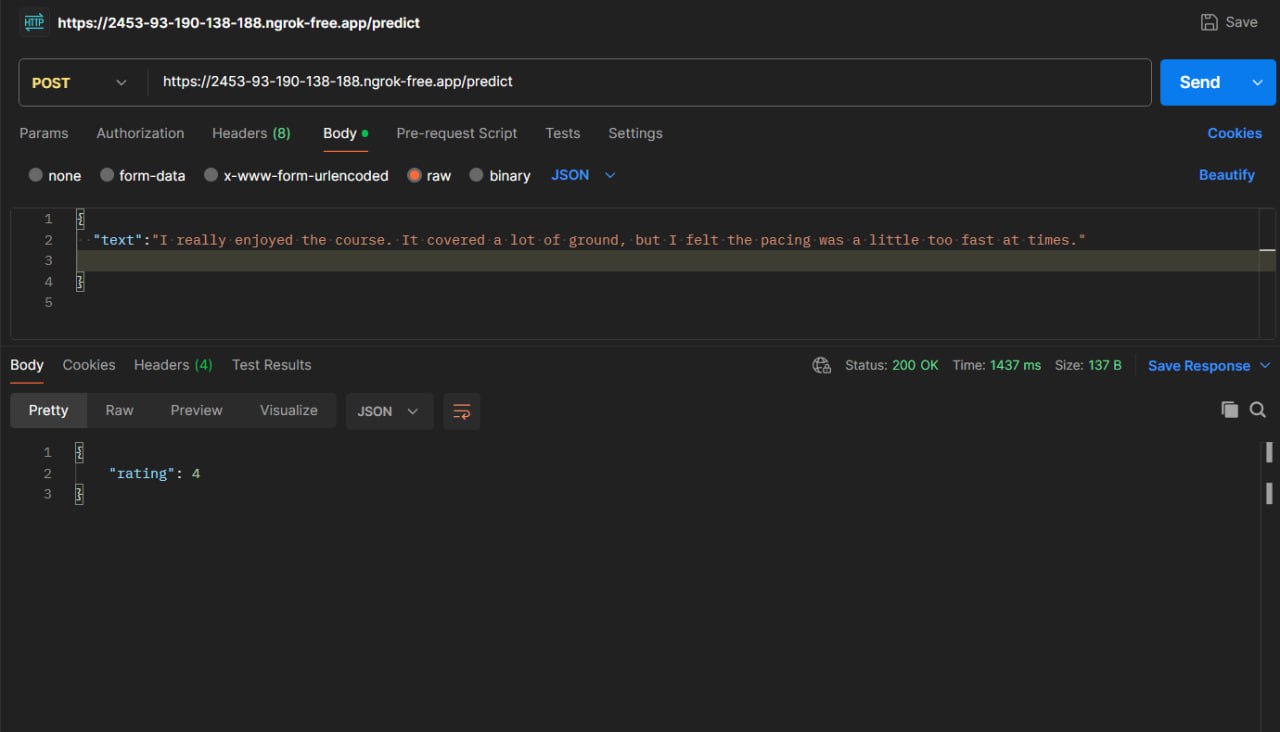 HTTP https://2453-93-190-138-188.ngrok-free.app/predict Save
POST https://2453-93-190-138-188.ngrok-free.app/predict Send
Params Authorization Headers (8) Body Pre-request Script Tests Settings Cookies
none form-data x-www-form-urlencoded raw binary JSON Beautify
1 {
2 "text":"I really enjoyed the course. It covered a lot of ground, but I felt the pacing was a little too fast at times."
3
4 }
5
Body Cookies Headers (4) Test Results Status: 200 OK Time: 1437 ms Size: 137 B Save Response
Pretty Raw Preview Visualize JSON
1 {
2 "rating": 4
3 }